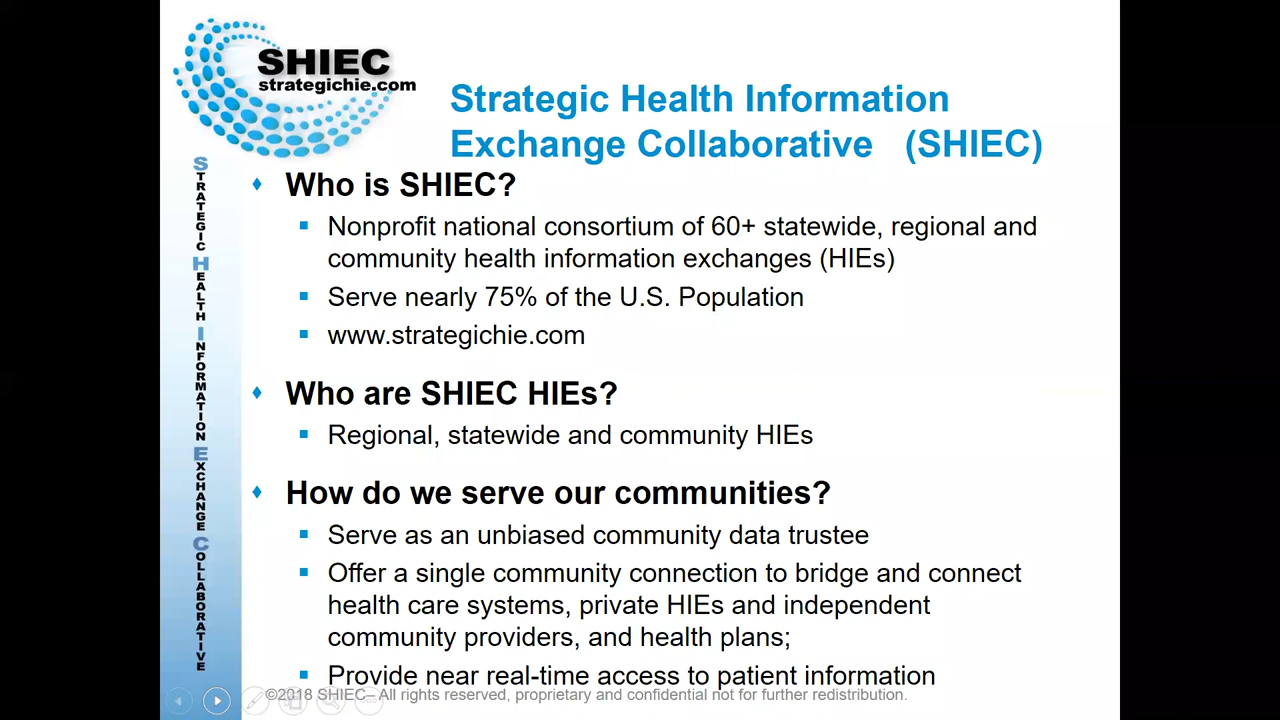 SHIEC
strategichie.com
Strategic Health Information
Exchange Collaborative (SHIEC)
STRATEGIC HEALTH INFORMATION EXCHANGE COLLABORATIVE
Who is SHIEC?
Nonprofit national consortium of 60+ statewide, regional and
community health information exchanges (HIEs)
Serve nearly 75% of the U.S. Population
www.strategichie.com
Who are SHIEC HIEs?
Regional, statewide and community HIEs
How do we serve our communities?
Serve as an unbiased community data trustee
Offer a single community connection to bridge and connect
health care systems, private HIEs and independent
community providers, and health plans;
Provide near real-time access to patient information
©2018 SHIEC– All rights reserved, proprietary and confidential not for further redistribution.